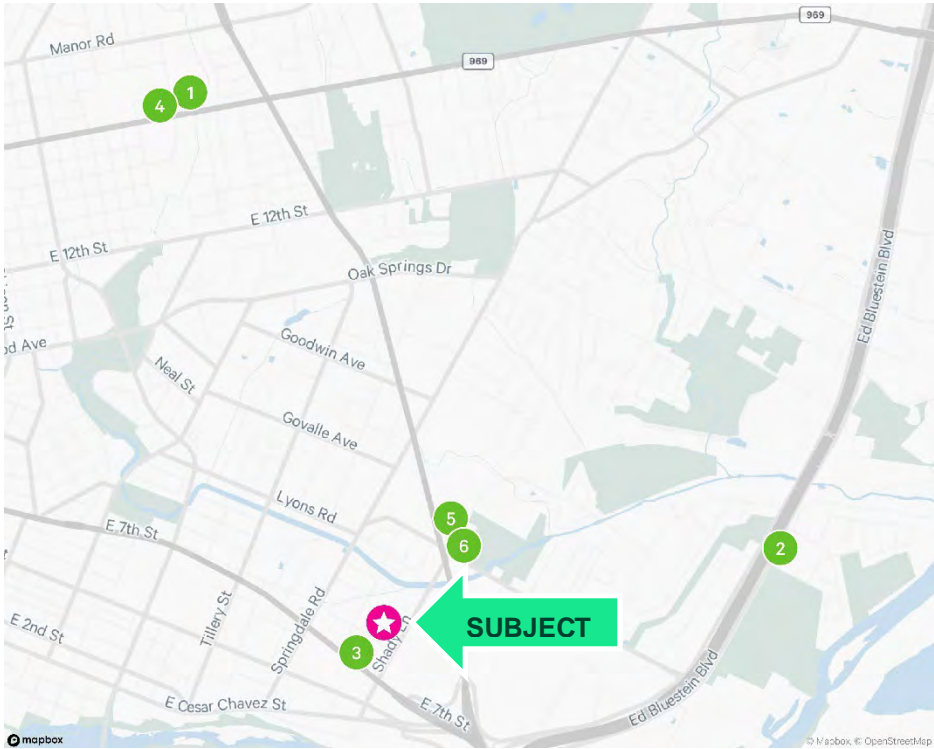 969
Manor Rd
969
1
4
E 12th St
E 12th St
Oak Springs Dr
Ed Bluestein Blvd
Goodwin Ave
Neal St
Govalle Ave
Lyons Rd
5
E 7th St
6
2
Tillery St
Springdale Rd
SUBJECT
E 2nd St
3
Shady Ln
E Cesar Chavez St
E 7th St
Ed Bluestein Blvd
mapbox
© Mapbox, © OpenStreetMap